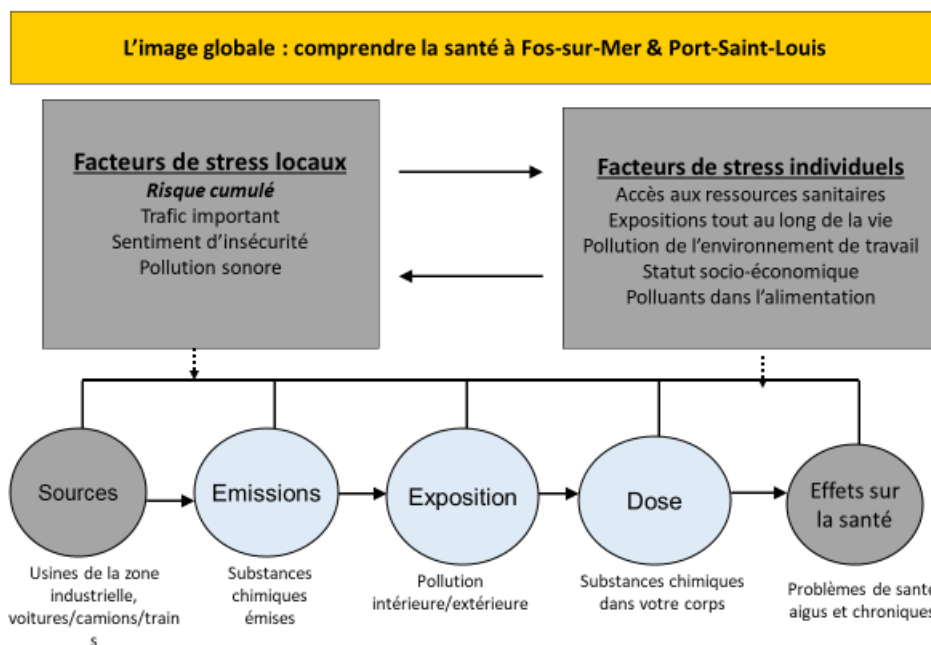 L'image globale : comprendre la santé à Fos-sur-Mer & Port-Saint-Louis
Facteurs de stress locaux
Risque cumulé
Trafic important
Sentiment d'insécurité
Pollution sonore
Facteurs de stress individuels
Accès aux ressources sanitaires
Expositions tout au long de la vie
Pollution de l'environnement de travail
Statut socio-économique
Polluants dans l'alimentation
Sources
Emissions
Exposition
Dose
Effets sur
la santé
Usines de la zone
industrielle,
voitures/camions/train
s
Substances
chimiques
émises
Pollution
intérieure/extérieure
Substances chimiques
dans votre corps
Problèmes de santé
aigus et chroniques